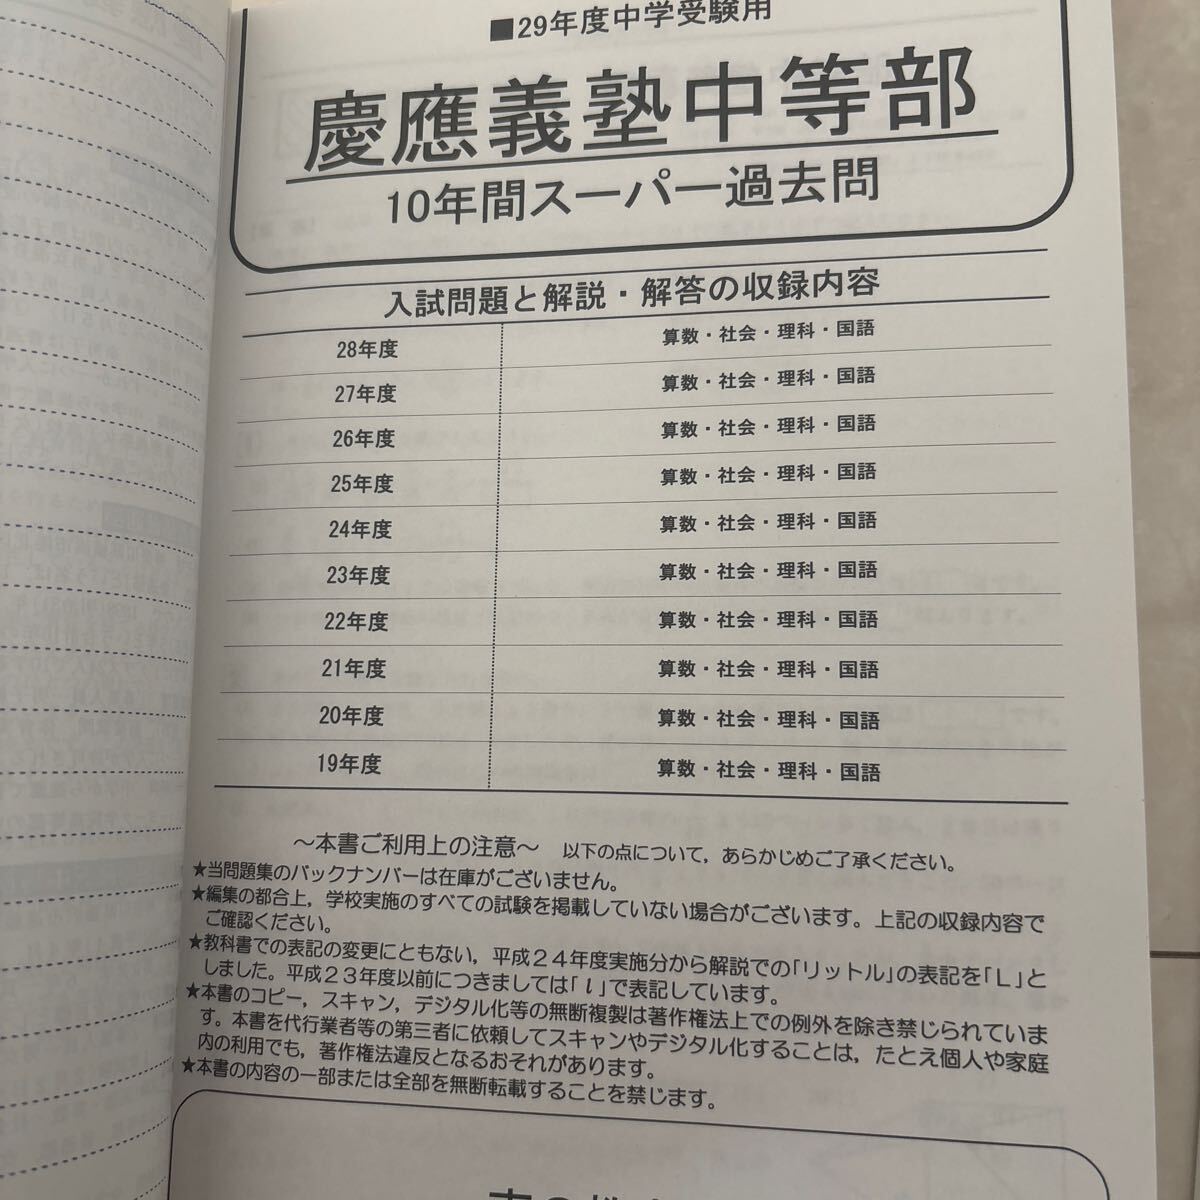 ■29年度中学受験用
慶應義塾中等部
10年間スーパー過去問
入試問題と解説・解答の収録内容
28年度 算数・社会・理科・国語
27年度 算数・社会・理科・国語
26年度 算数・社会・理科・国語
25年度 算数・社会・理科・国語
24年度 算数・社会・理科・国語
23年度 算数・社会・理科・国語
22年度 算数・社会・理科・国語
21年度 算数・社会・理科・国語
20年度 算数・社会・理科・国語
19年度 算数・社会・理科・国語
～本書ご利用上の注意～ 以下の点について，あらかじめご了承ください。
★当問題集のバックナンバーは在庫がございません。
★編集の都合上，学校実施のすべての試験を掲載していない場合がございます。上記の収録内容で
ご確認ください。
★教科書での表記の変更にともない，平成２４年度実施分から解説での「リットル」の表記を「Ｌ」と
しました。平成２３年度以前につきましては「ℓ」で表記しています。
★本書のコピー，スキャン，デジタル化等の無断複製は著作権法上での例外を除き禁じられていま
す。本書を代行業者等の第三者に依頼してスキャンやデジタル化することは，たとえ個人や家庭
内の利用でも，著作権法違反となるおそれがあります。
★本書の内容の一部または全部を無断転載することを禁じます。